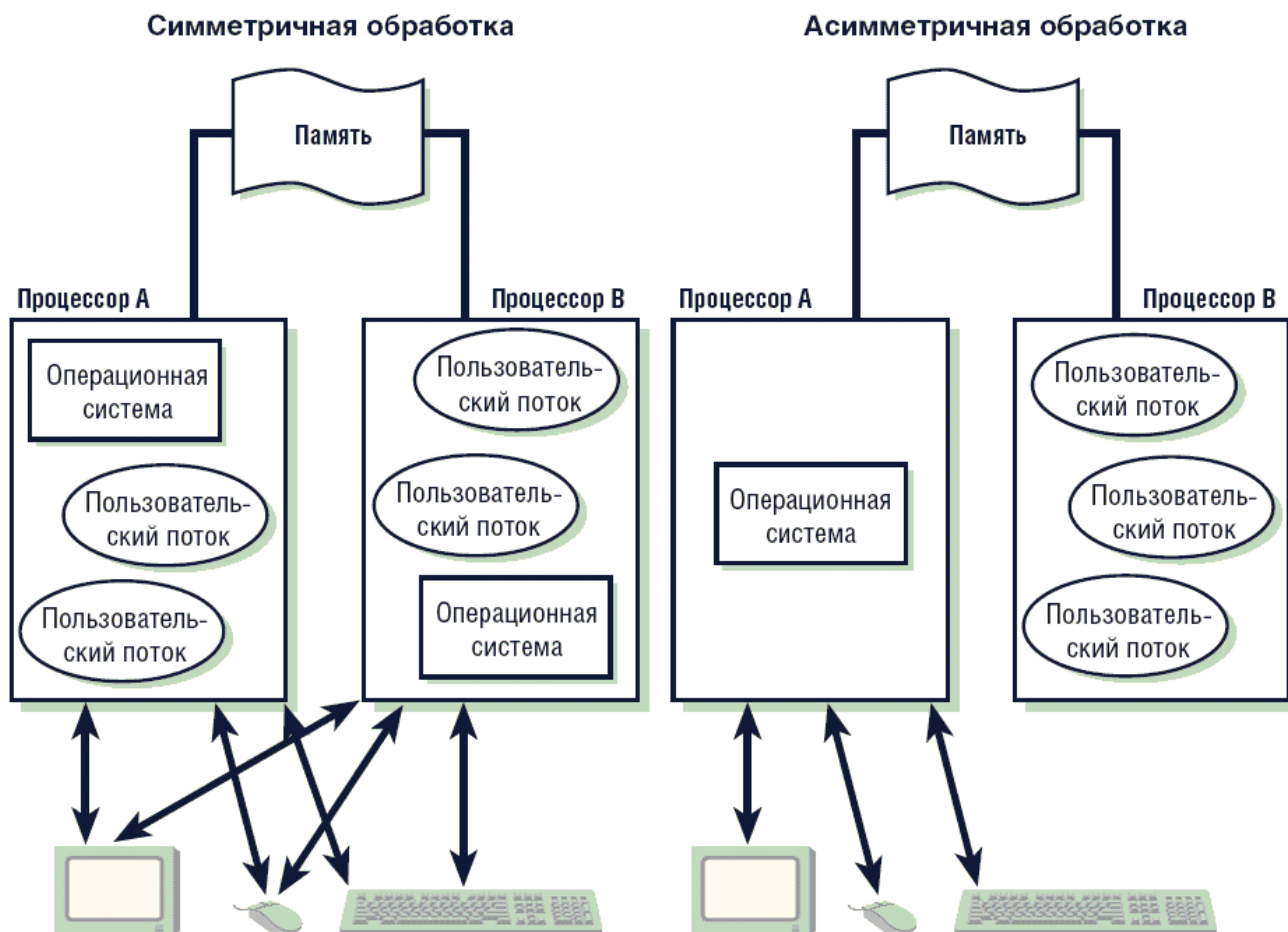 Симметричная обработка
Память
Процессор А
Процессор В
Операционная
система
Пользователь-
ский поток
Пользователь-
ский поток
Пользователь-
ский поток
Пользователь-
ский поток
Операционная
система
Асимметричная обработка
Память
Процессор А
Процессор В
Операционная
система
Пользователь-
ский поток
Пользователь-
ский поток
Пользователь-
ский поток